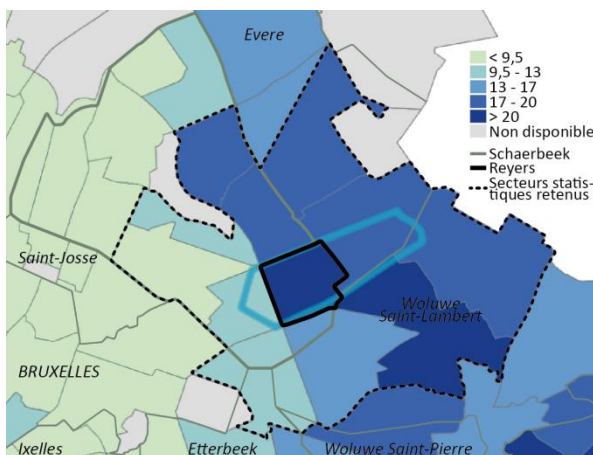 Evere
< 9,5
9,5 - 13
13 - 17
17 - 20
> 20
Non disponible
Schaerbeek
Reyers
Secteurs statis-
tiques retenus
Saint-Josse
Woluwe
Saint-Lambert
BRUXELLES
Ixelles
Etterbeek
Woluwe Saint-Pierre